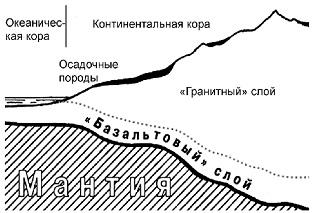 Океаничес-
кая кора
Континентальная кора
Осадочные
породы
«Гранитный» слой
«Базальтовый» слой
Мантия